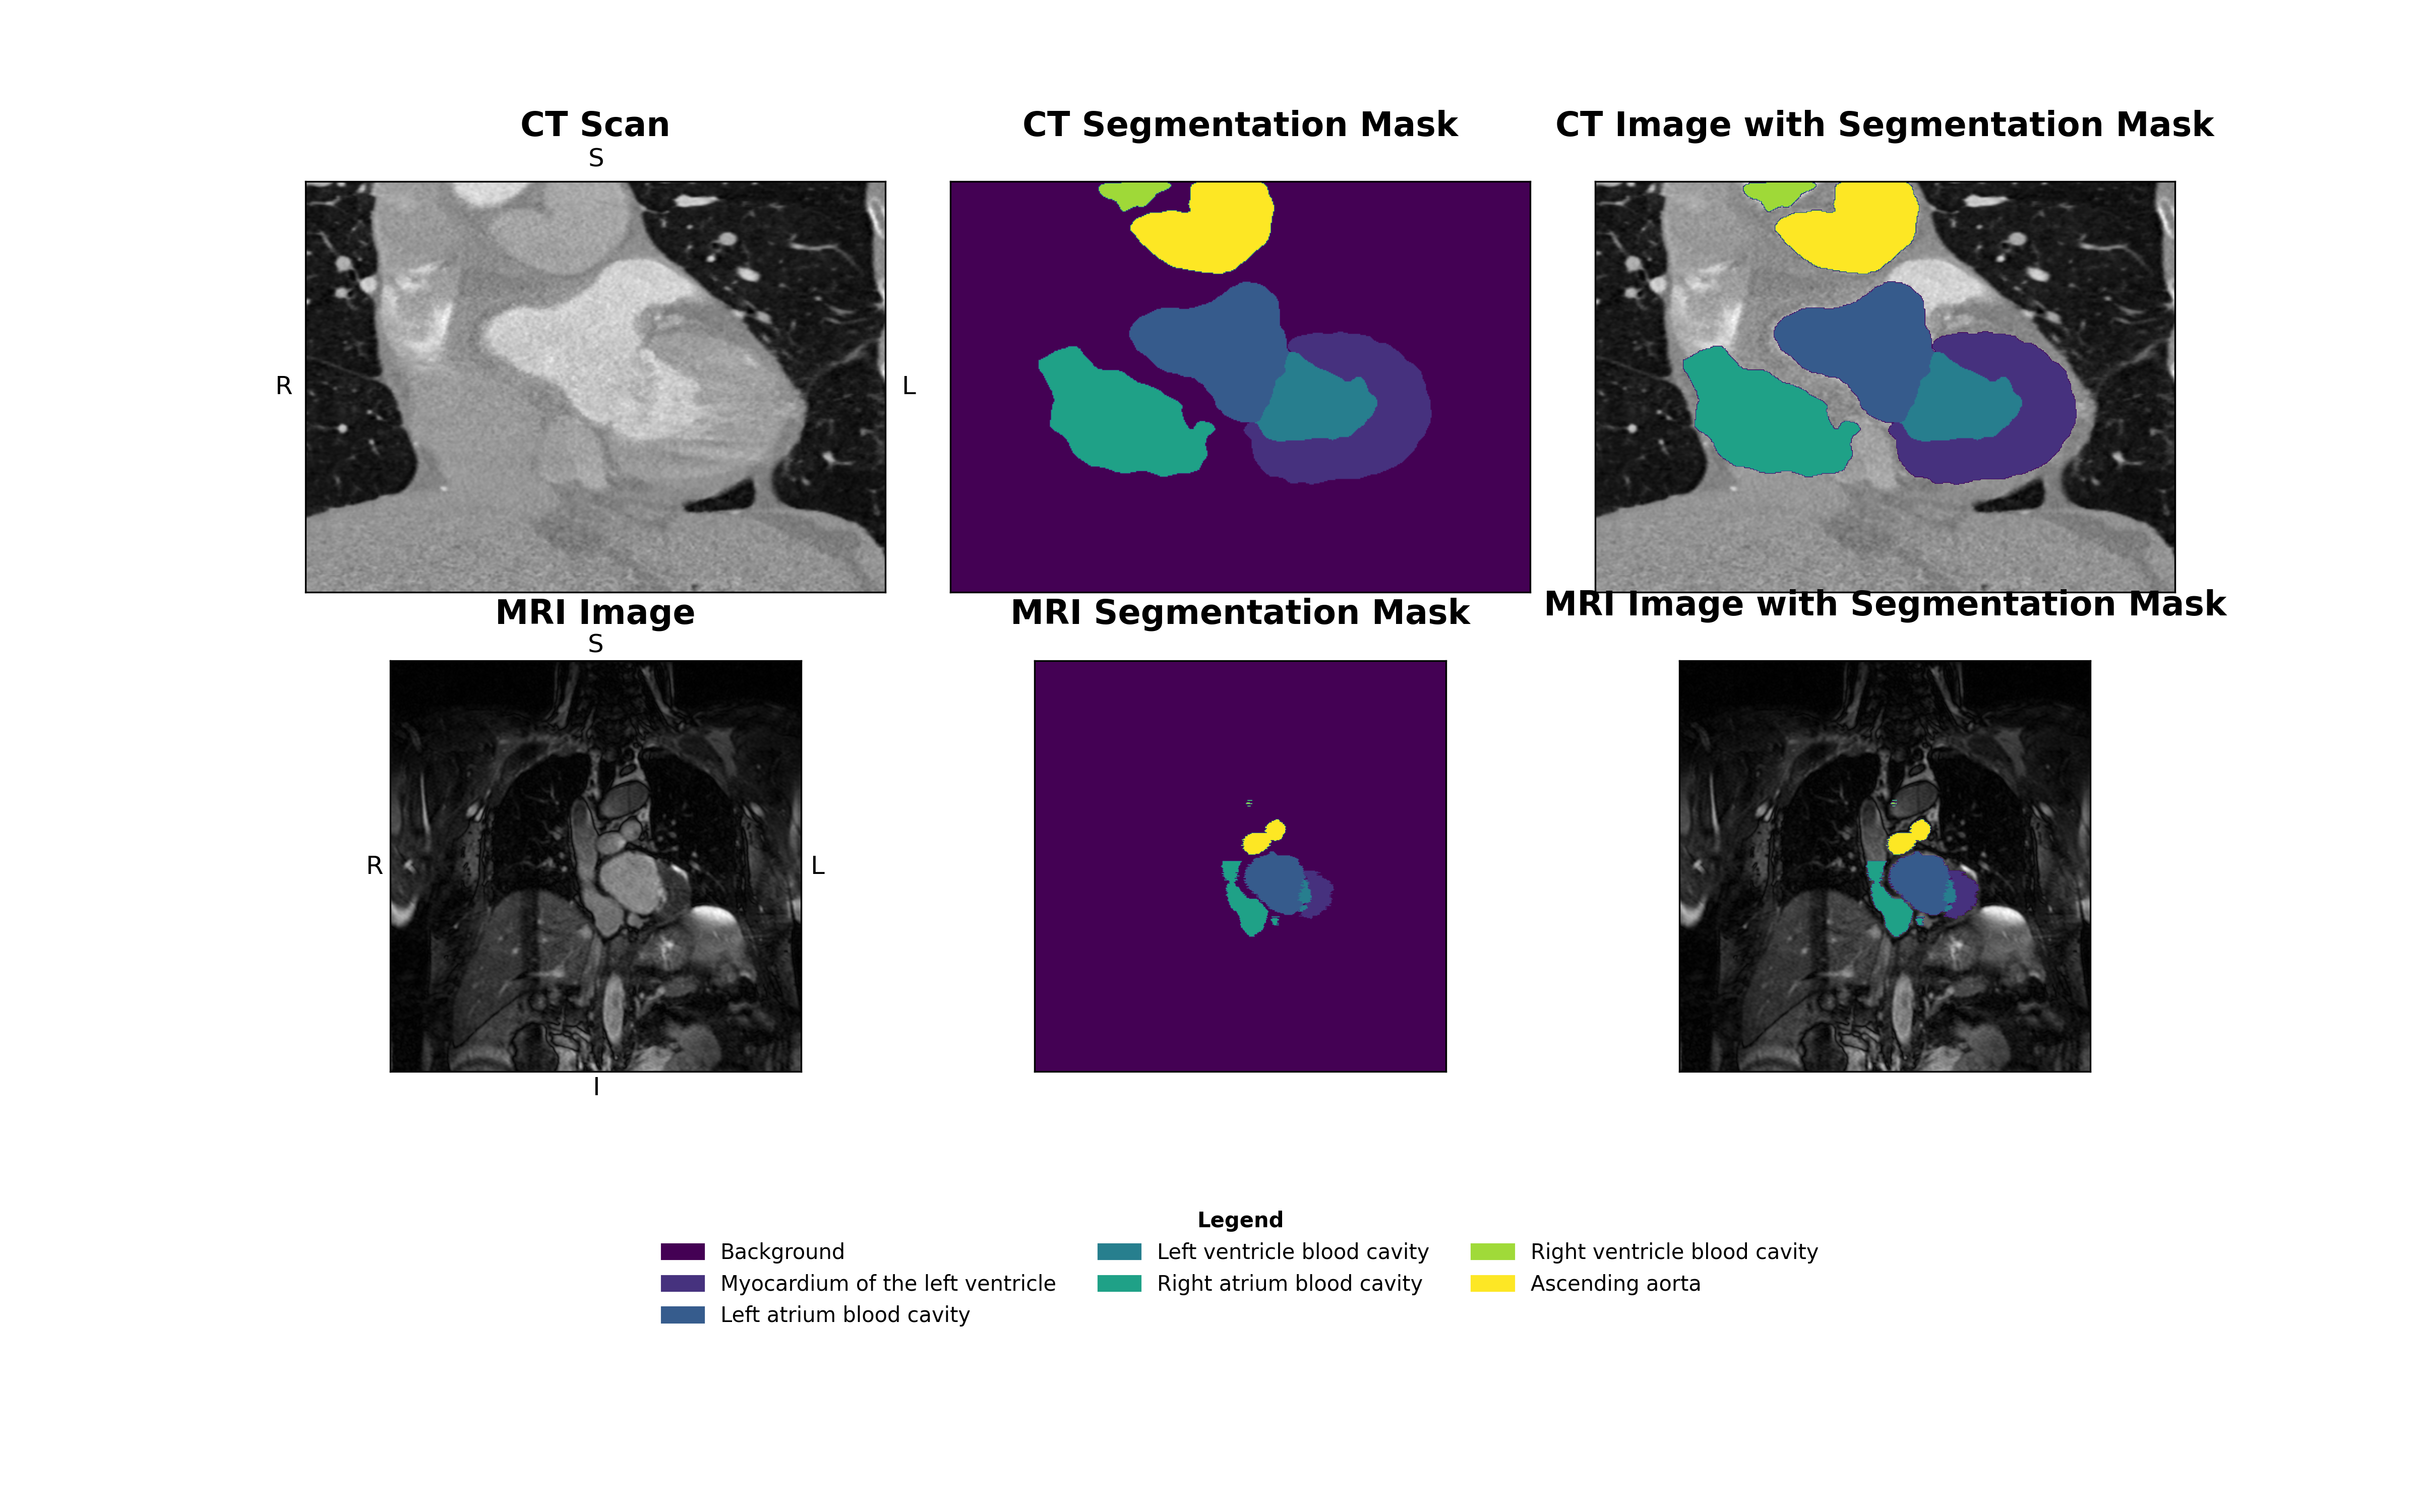 CT Scan
CT Segmentation Mask
CT Image with Segmentation Mask
S
R
L
MRI Image
MRI Segmentation Mask
MRI Image with Segmentation Mask
S
R
L
I
Legend
Background
Myocardium of the left ventricle
Left atrium blood cavity
Left ventricle blood cavity
Right atrium blood cavity
Right ventricle blood cavity
Ascending aorta